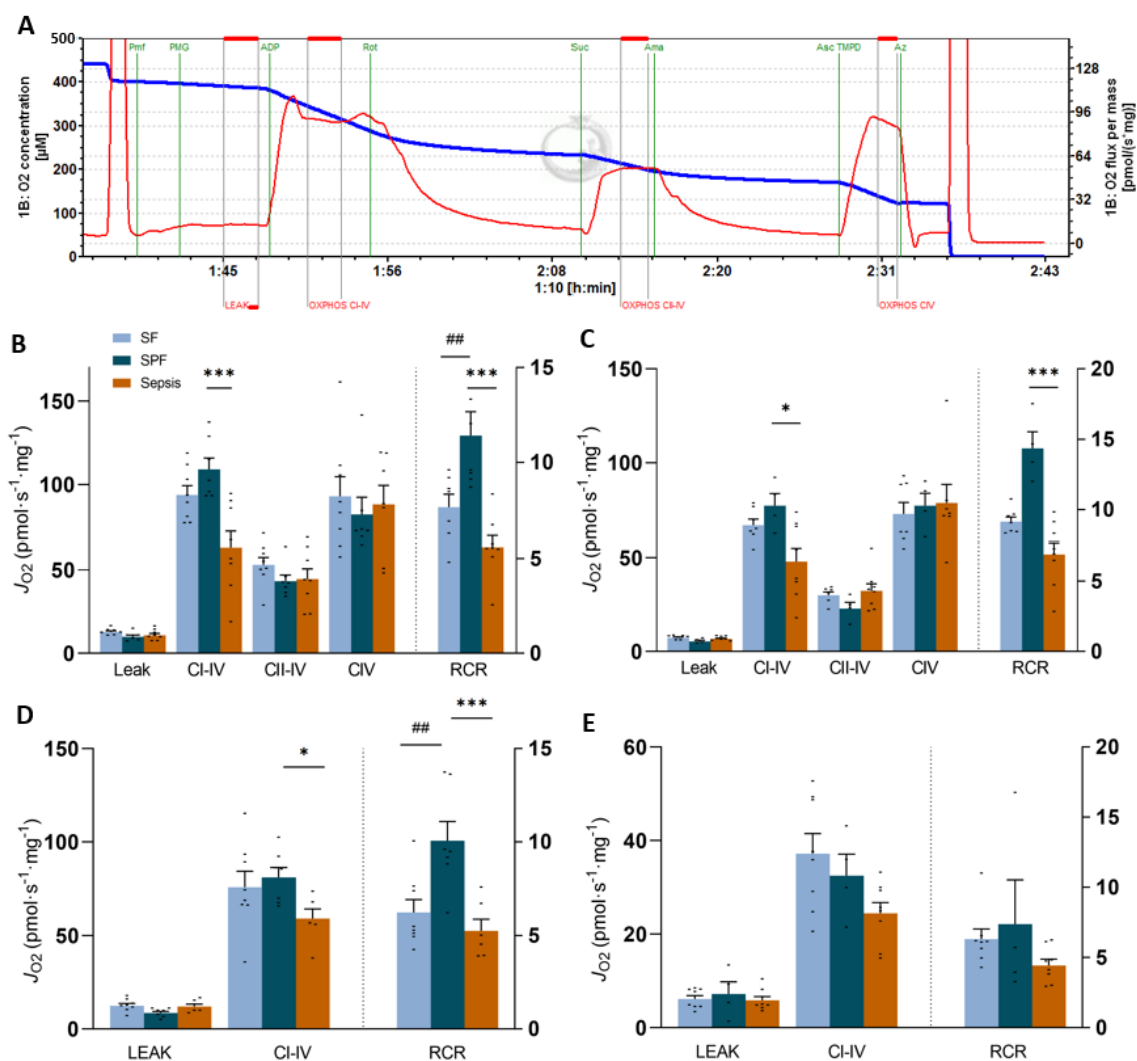 A
500
400
300
200
100
0
1B: O2 concentration
[µM]
Pmf
PMG
ADP
Rot
Suc
Ama
Asc TMPD
Az
128
96
64
32
0
1B: O2 flux per mass
[pmol/(s*mg)]
1:45
1:56
2:08
2:20
2:31
2:43
1:10 [h:min]
LEAK
OXPHOS CI-IV
OXPHOS CII-IV
OXPHOS CIV
B
SF
SPF
Sepsis
***
##
***
150
100
50
0
JO2 (pmol·s-1·mg-1)
15
10
5
0
Leak
CI-IV
CII-IV
CIV
RCR
C
*
***
150
100
50
0
JO2 (pmol·s-1·mg-1)
20
15
10
5
0
Leak
CI-IV
CII-IV
CIV
RCR
D
*
##
***
150
100
50
0
JO2 (pmol·s-1·mg-1)
15
10
5
0
LEAK
CI-IV
RCR
E
60
40
20
0
JO2 (pmol·s-1·mg-1)
20
15
10
5
0
LEAK
CI-IV
RCR